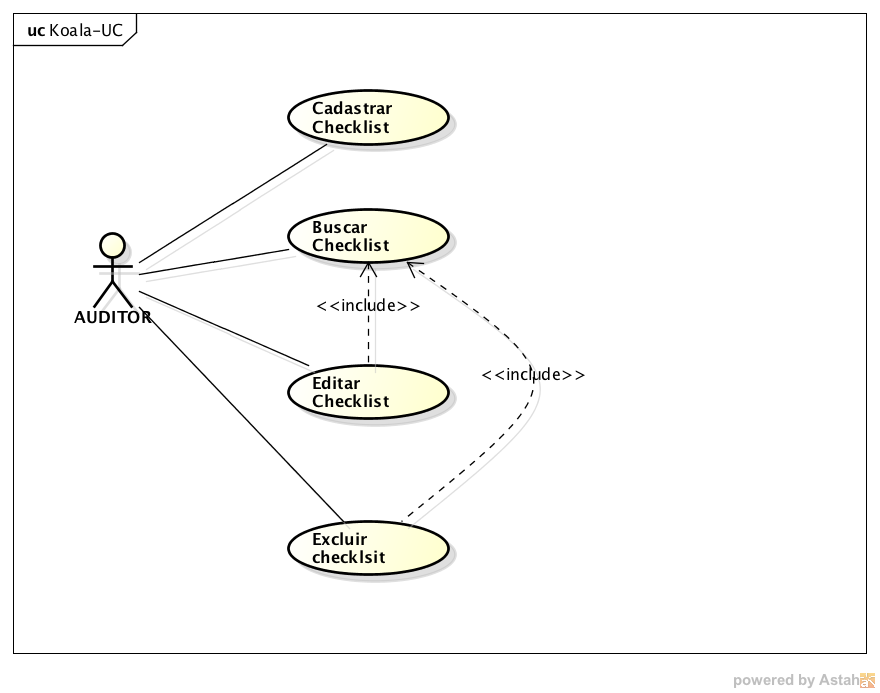 uc Koala-UC
Cadastrar
Checklist
Buscar
Checklist
<<include>>
AUDITOR
Editar
Checklist
<<include>>
Excluir
checklsit
powered by Astah